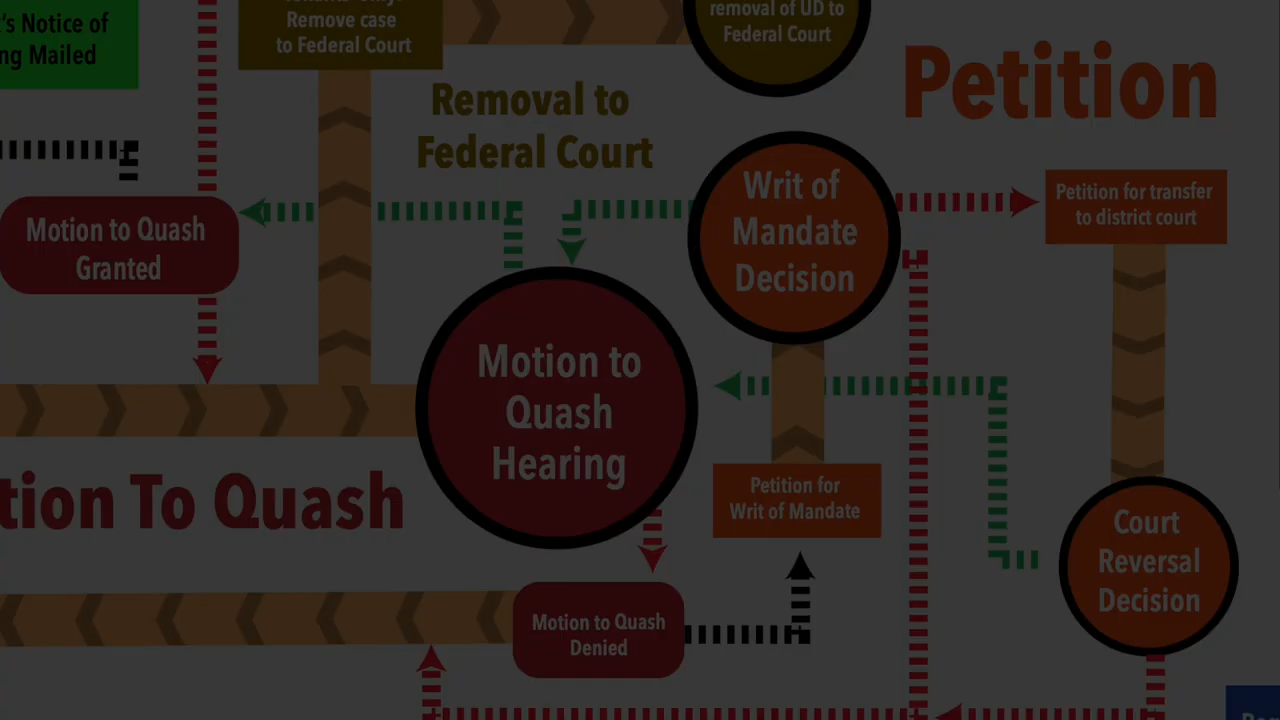 's Notice of
ng Mailed
Remove case
to Federal Court
removal of UD to
Federal Court
Petition
Removal to
Federal Court
Writ of
Mandate
Decision
Petition for transfer
to district court
Motion to Quash
Granted
Motion to
Quash
Hearing
tion To Quash
Petition for
Writ of Mandate
Court
Reversal
Decision
Motion to Quash
Denied